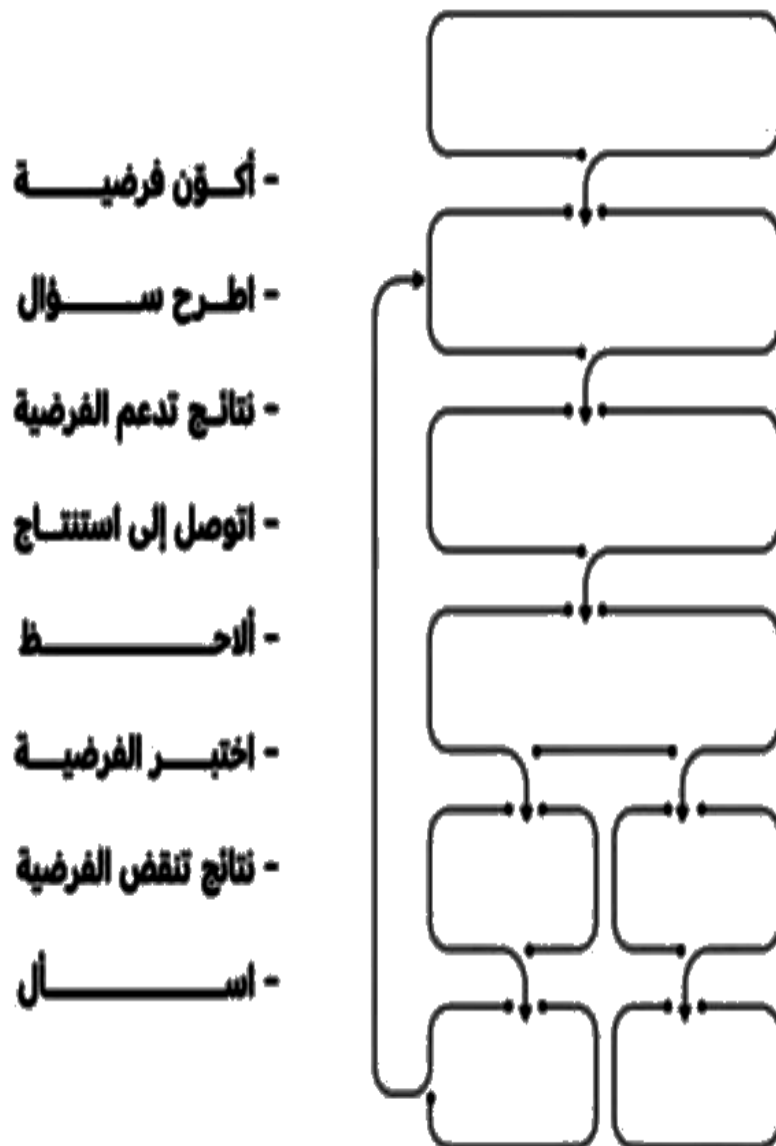 - أكوّن فرضية
- اطرح سؤال
- نتائج تدعم الفرضية
- اتوصل إلى استنتاج
- ألاحظ
- اختبر الفرضية
- نتائج تنقض الفرضية
- اسأل